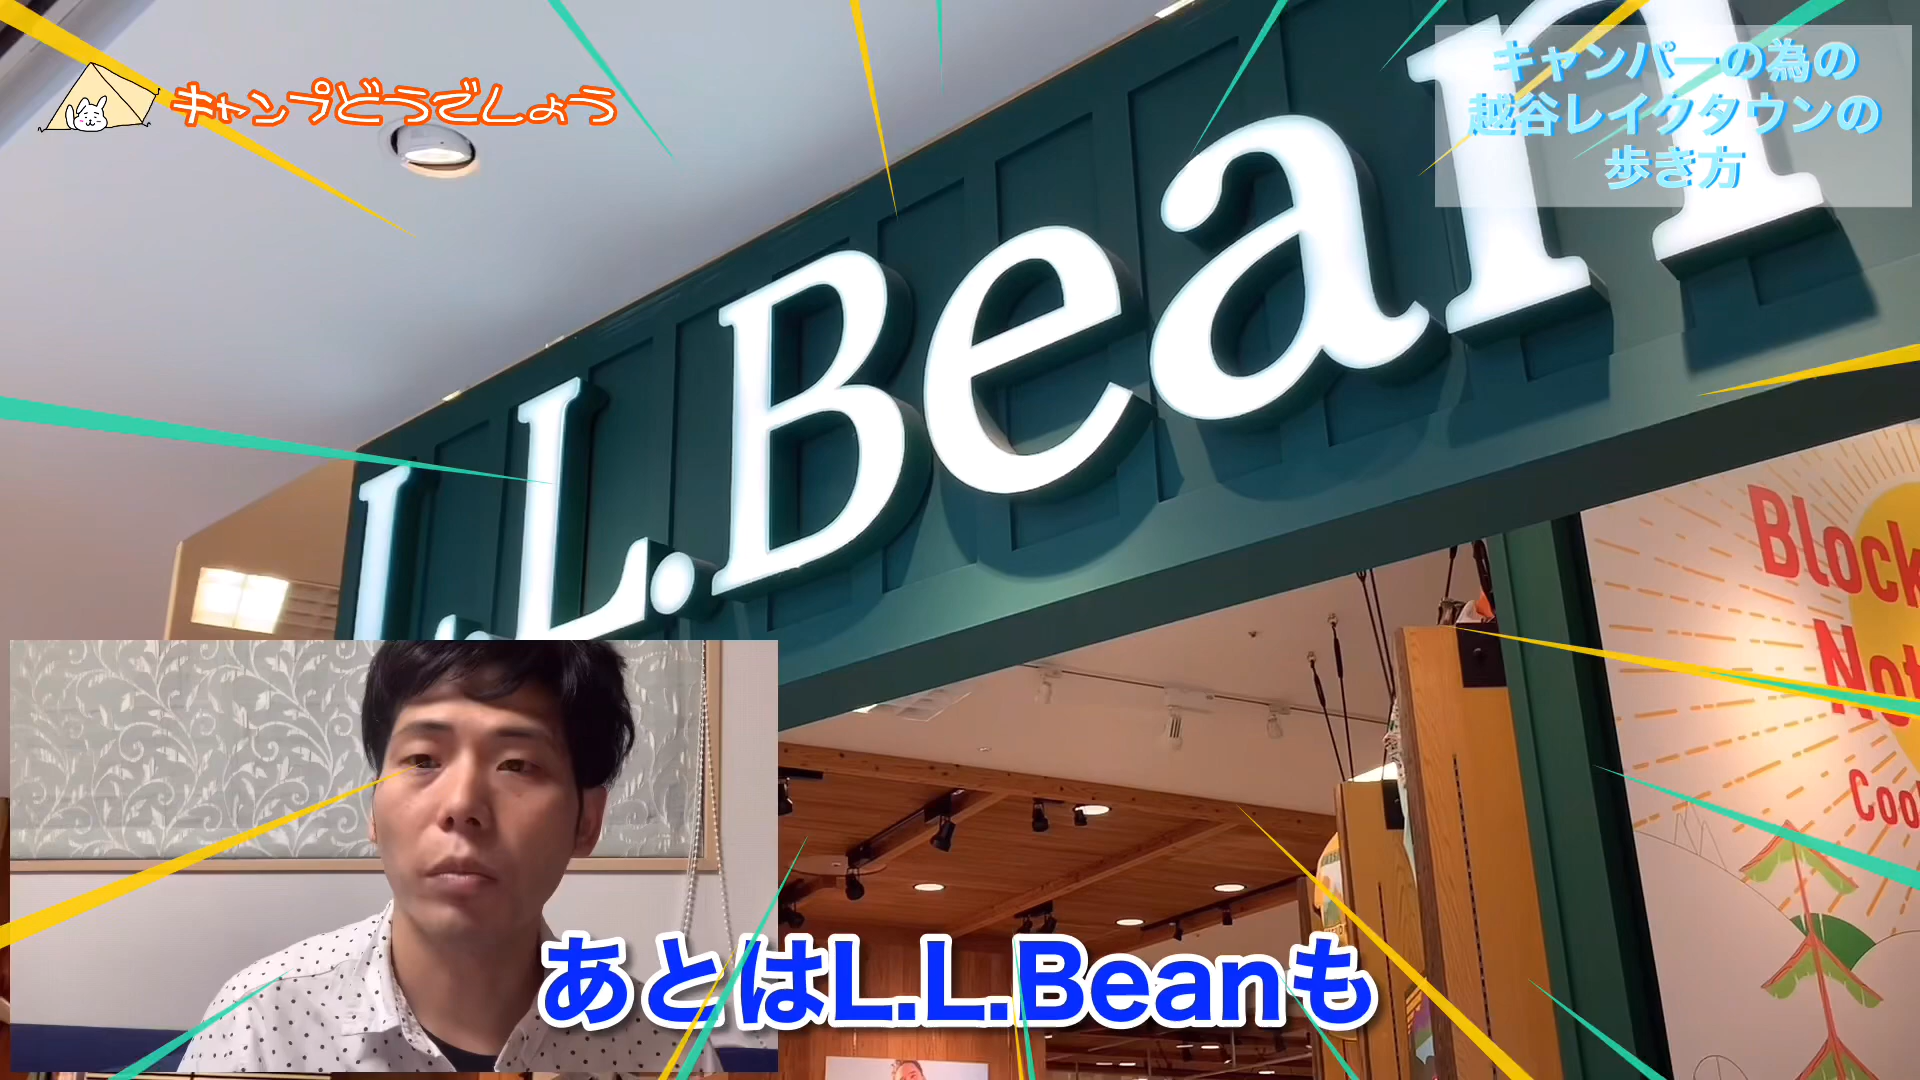 キャンプどうでしょう
キャンパーの為の
越谷レイクタウンの
歩き方
L.L.Bean
Block
Not
Coo
あとはL.L.Beanも